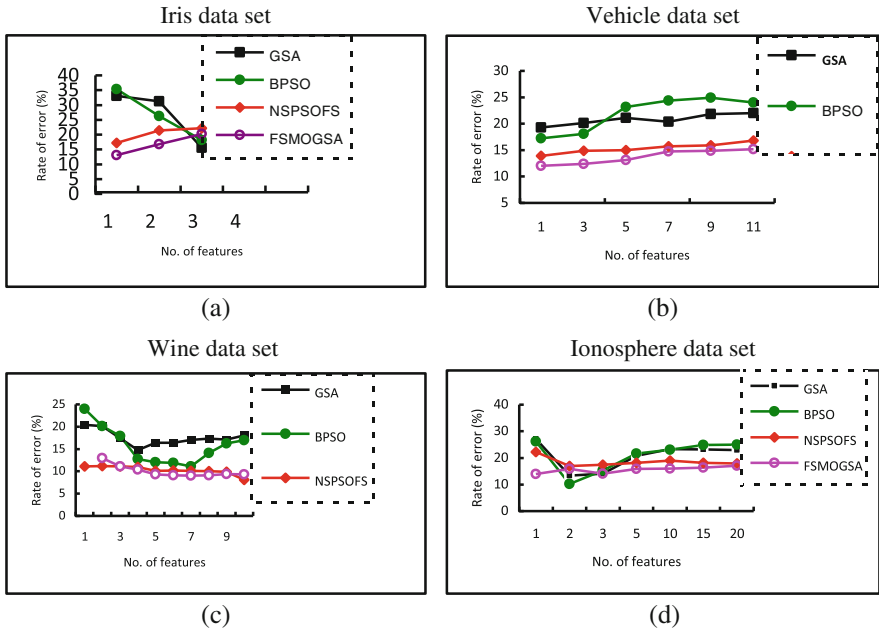 Iris data set
GSA
BPSO
NSPSOFS
FSMOGSA
Rate of error (%)
40
35
30
25
20
15
10
5
0
1 2 3 4
No. of features
(a)
Vehicle data set
GSA
BPSO
Rate of error (%)
30
25
20
15
10
5
1 3 5 7 9 11
No. of features
(b)
Wine data set
GSA
BPSO
NSPSOFS
Rate of error (%)
25
20
15
10
5
0
1 3 5 7 9
No. of features
(c)
Ionosphere data set
GSA
BPSO
NSPSOFS
FSMOGSA
Rate of error (%)
40
30
20
10
0
1 2 3 5 10 15 20
No. of features
(d)